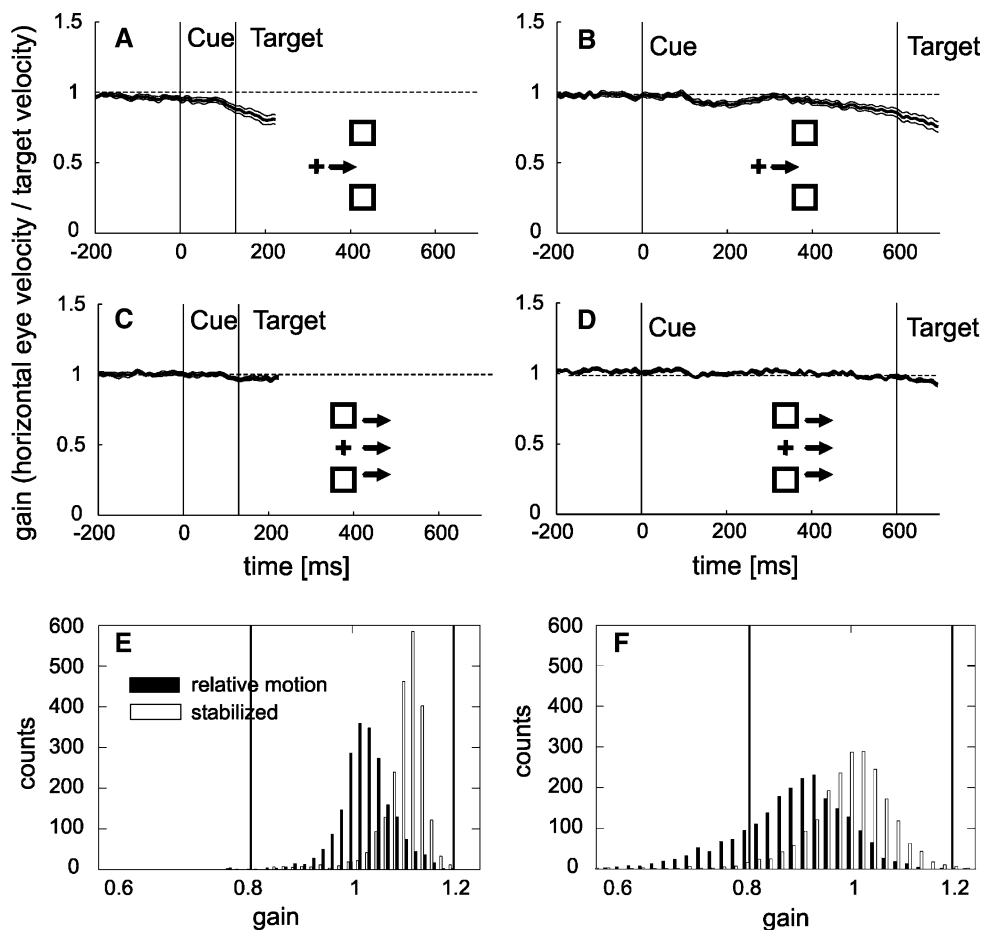 gain (horizontal eye velocity / target velocity)
A Cue Target
1.5
1
0.5
0
-200 0 200 400 600
B Cue Target
1.5
1
0.5
0
-200 0 200 400 600
C Cue Target
1.5
1
0.5
0
-200 0 200 400 600
time [ms]
D Cue Target
1.5
1
0.5
0
-200 0 200 400 600
time [ms]
E
relative motion
stabilized
counts
600
500
400
300
200
100
0
0.6 0.8 1 1.2
gain
F
counts
600
500
400
300
200
100
0
0.6 0.8 1 1.2
gain